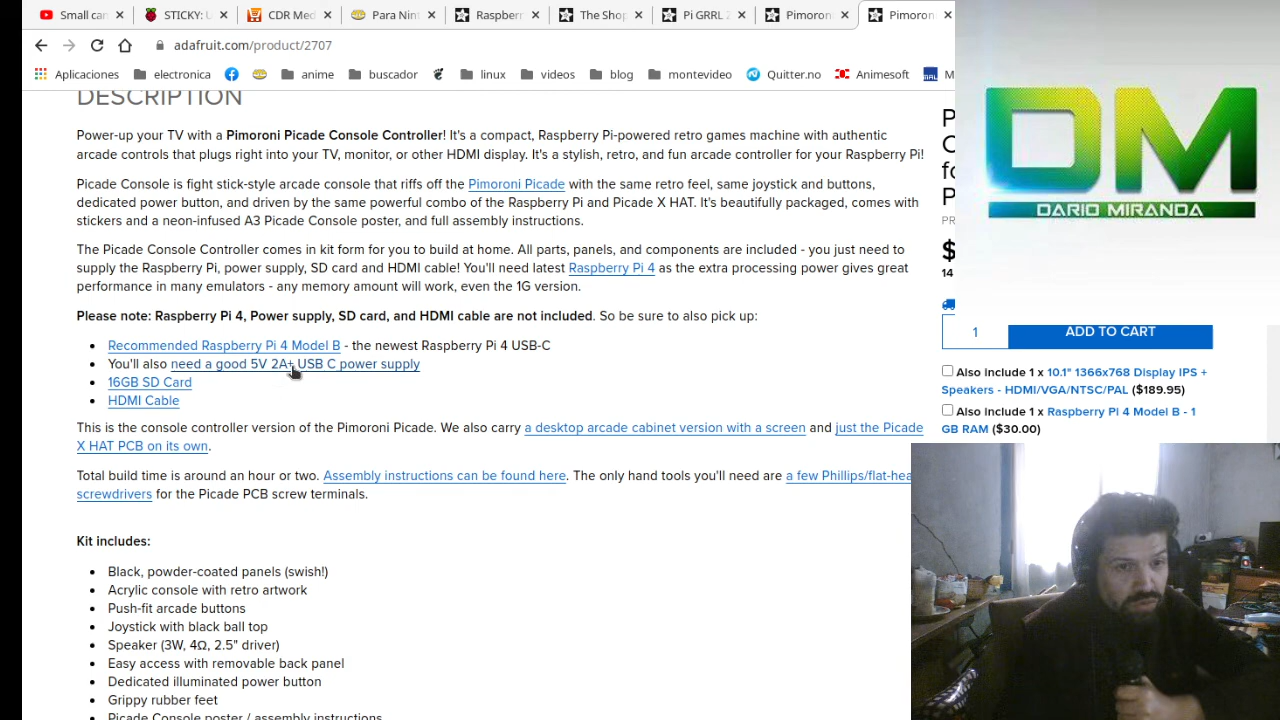 Small can
STICKY: U
CDR Med
Para Nin
Raspberr
The Shop
Pi GRRL 2
Pimoron
Pimoron
adafruit.com/product/2707
Aplicaciones
electronica
anime
buscador
linux
videos
blog
montevideo
Quitter.no
Animesoft
MAL
M
DESCRIPTION
Power-up your TV with a Pimoroni Picade Console Controller! It's a compact, Raspberry Pi-powered retro games machine with authentic
arcade controls that plugs right into your TV, monitor, or other HDMI display. It's a stylish, retro, and fun arcade controller for your Raspberry Pi!
Picade Console is fight stick-style arcade console that riffs off the Pimoroni Picade with the same retro feel, same joystick and buttons,
dedicated power button, and driven by the same powerful combo of the Raspberry Pi and Picade X HAT. It's beautifully packaged, comes with
stickers and a neon-infused A3 Picade Console poster, and full assembly instructions.
The Picade Console Controller comes in kit form for you to build at home. All parts, panels, and components are included - you just need to
supply the Raspberry Pi, power supply, SD card and HDMI cable! You'll need latest Raspberry Pi 4 as the extra processing power gives great
performance in many emulators - any memory amount will work, even the 1G version.
Please note: Raspberry Pi 4, Power supply, SD card, and HDMI cable are not included. So be sure to also pick up:
Recommended Raspberry Pi 4 Model B - the newest Raspberry Pi 4 USB-C
You'll also need a good 5V 2A+ USB C power supply
16GB SD Card
HDMI Cable
This is the console controller version of the Pimoroni Picade. We also carry a desktop arcade cabinet version with a screen and just the Picade
X HAT PCB on its own.
Total build time is around an hour or two. Assembly instructions can be found here. The only hand tools you'll need are a few Phillips/flat-hea
screwdrivers for the Picade PCB screw terminals.
Kit includes:
Black, powder-coated panels (swish!)
Acrylic console with retro artwork
Push-fit arcade buttons
Joystick with black ball top
Speaker (3W, 4Ω, 2.5" driver)
Easy access with removable back panel
Dedicated illuminated power button
Grippy rubber feet
Picade Console poster / assembly instructions
P
C
fo
P
PR
$
14
1
ADD TO CART
Also include 1 x 10.1" 1366x768 Display IPS +
Speakers - HDMI/VGA/NTSC/PAL ($189.95)
Also include 1 x Raspberry Pi 4 Model B - 1
GB RAM ($30.00)
DM
DARIO MIRANDA